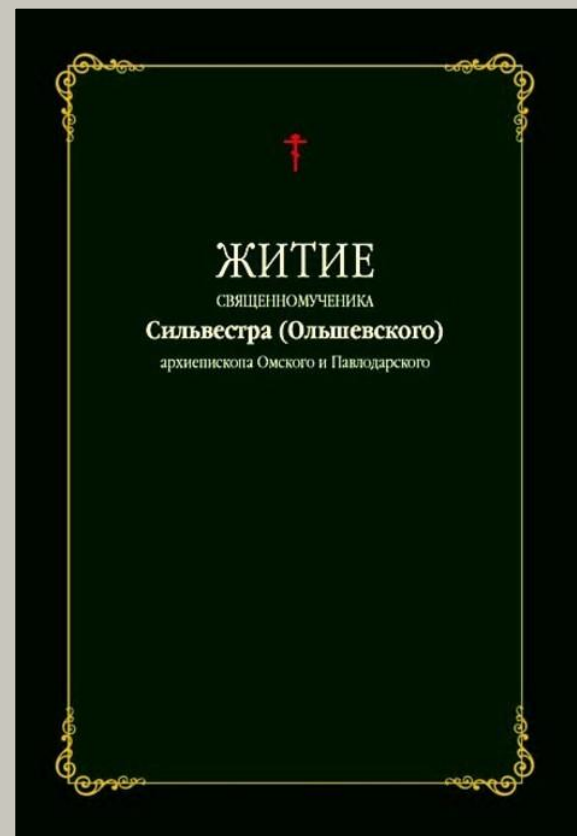 ЖИТИЕ
СВЯЩЕННОМУЧЕНИКА
Сильвестра (Ольшевского)
архиепископа Омского и Павлодарского